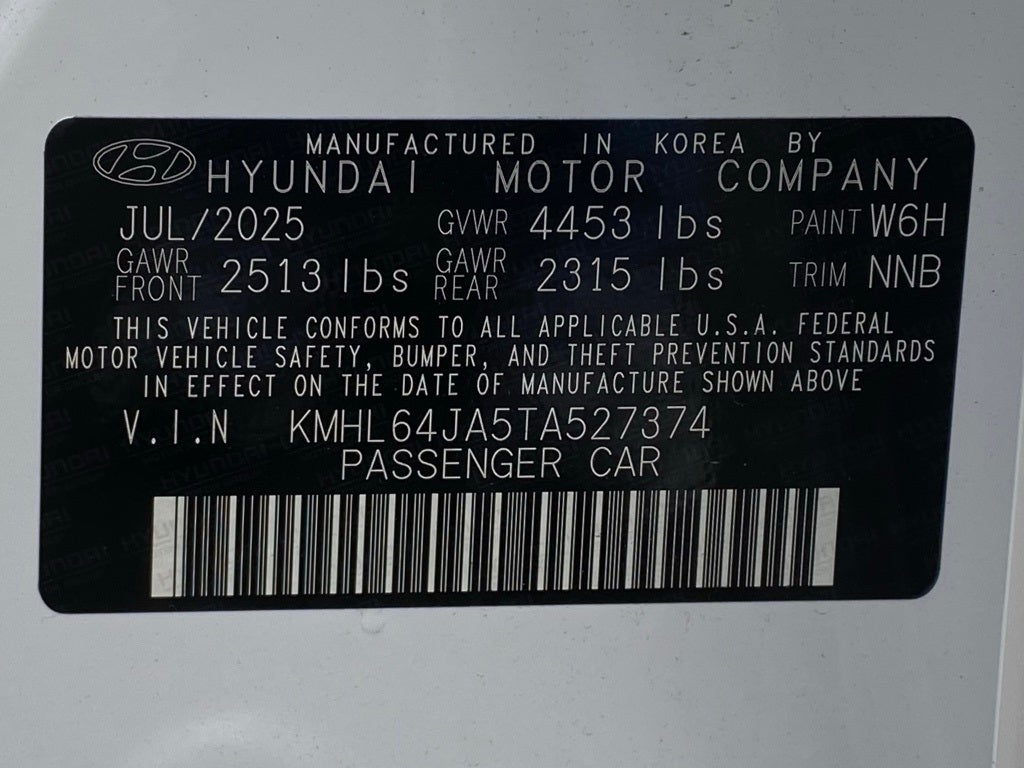 MANUFACTURED IN KOREA BY
HYUNDAI MOTOR COMPANY
JUL/2025 GVWR 4453 lbs PAINT W6H
GAWR FRONT 2513 lbs GAWR REAR 2315 lbs TRIM NNB
THIS VEHICLE CONFORMS TO ALL APPLICABLE U.S.A. FEDERAL
MOTOR VEHICLE SAFETY, BUMPER, AND THEFT PREVENTION STANDARDS
IN EFFECT ON THE DATE OF MANUFACTURE SHOWN ABOVE
V.I.N KMHL64JA5TA527374
PASSENGER CAR